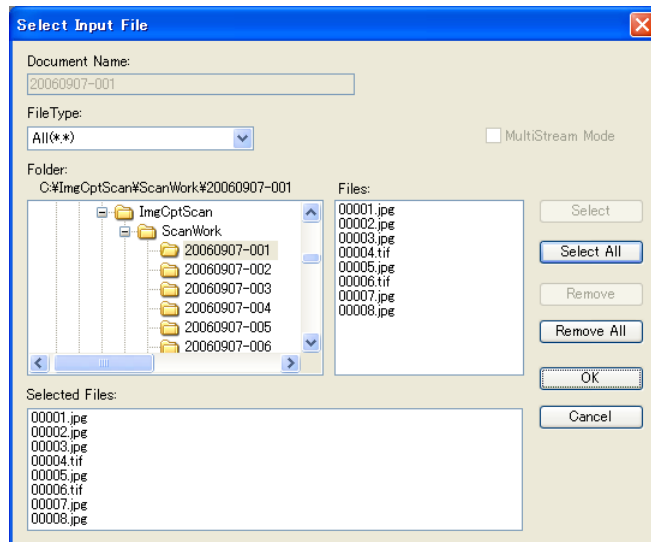 Select Input File
Document Name:
20060907-001
FileType:
All(*.*)
MultiStream Mode
Folder:
C:¥ImgCptScan¥ScanWork¥20060907-001
Files:
ImgCptScan
ScanWork
20060907-001
20060907-002
20060907-003
20060907-004
20060907-005
20060907-006
00001.jpg
00002.jpg
00003.jpg
00004.tif
00005.jpg
00006.tif
00007.jpg
00008.jpg
Select
Select All
Remove
Remove All
OK
Cancel
Selected Files:
00001.jpg
00002.jpg
00003.jpg
00004.tif
00005.jpg
00006.tif
00007.jpg
00008.jpg